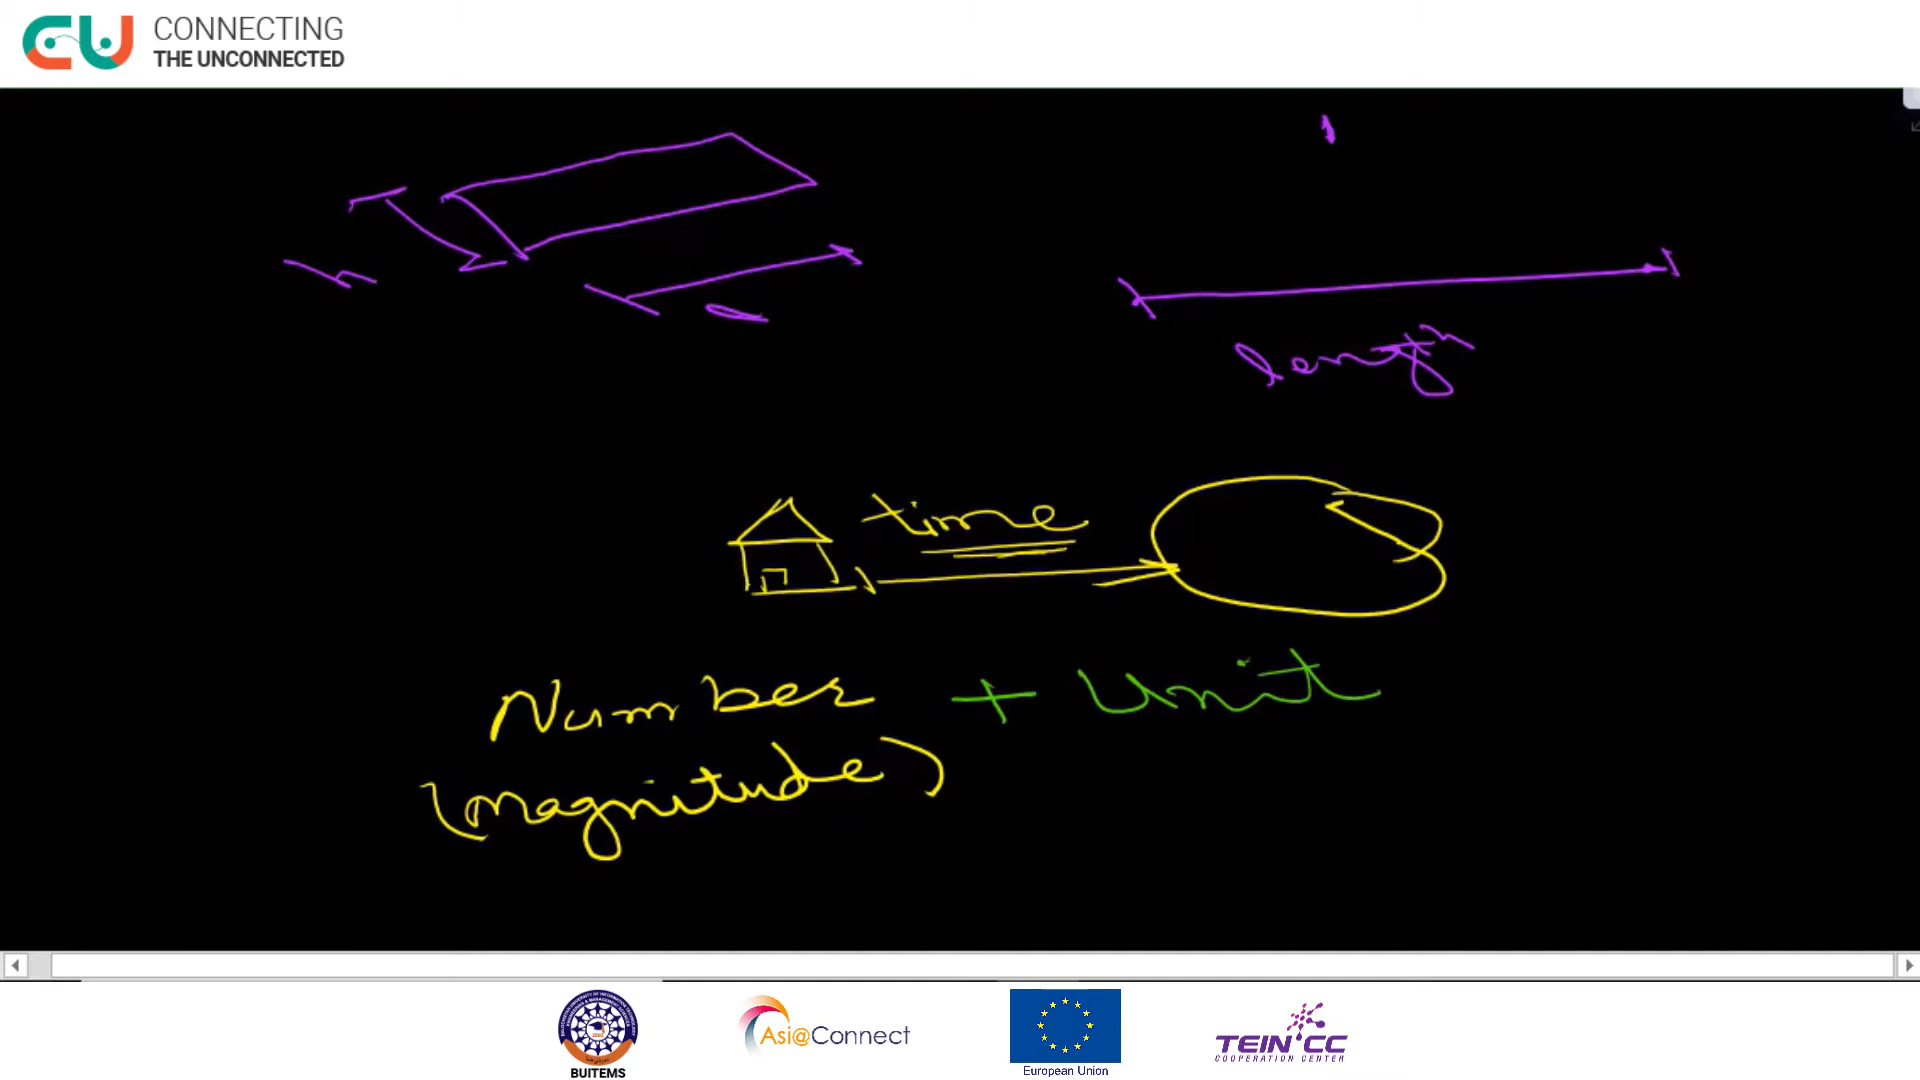 CONNECTING
THE UNCONNECTED
h
l
length
time
Number + Unit
(magnitude)
BUITEMS
Asi@Connect
European Union
TEIN*CC
COOPERATION CENTER